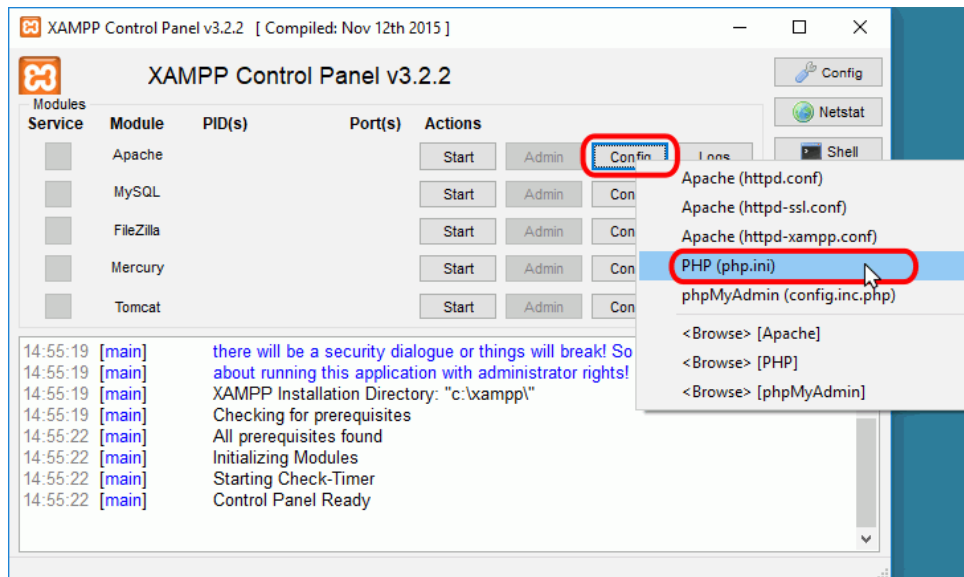 XAMPP Control Panel v3.2.2 [ Compiled: Nov 12th 2015 ]
XAMPP Control Panel v3.2.2
Config
Modules
Service Module PID(s) Port(s) Actions
Netstat
Apache Start Admin Config Logs Shell
MySQL Start Admin Con
FileZilla Start Admin Con
Mercury Start Admin Con
Tomcat Start Admin Con
Apache (httpd.conf)
Apache (httpd-ssl.conf)
Apache (httpd-xampp.conf)
PHP (php.ini)
phpMyAdmin (config.inc.php)
<Browse> [Apache]
<Browse> [PHP]
<Browse> [phpMyAdmin]
14:55:19 [main] there will be a security dialogue or things will break! So
14:55:19 [main] about running this application with administrator rights!
14:55:19 [main] XAMPP Installation Directory: "c:\xampp\"
14:55:19 [main] Checking for prerequisites
14:55:22 [main] All prerequisites found
14:55:22 [main] Initializing Modules
14:55:22 [main] Starting Check-Timer
14:55:22 [main] Control Panel Ready